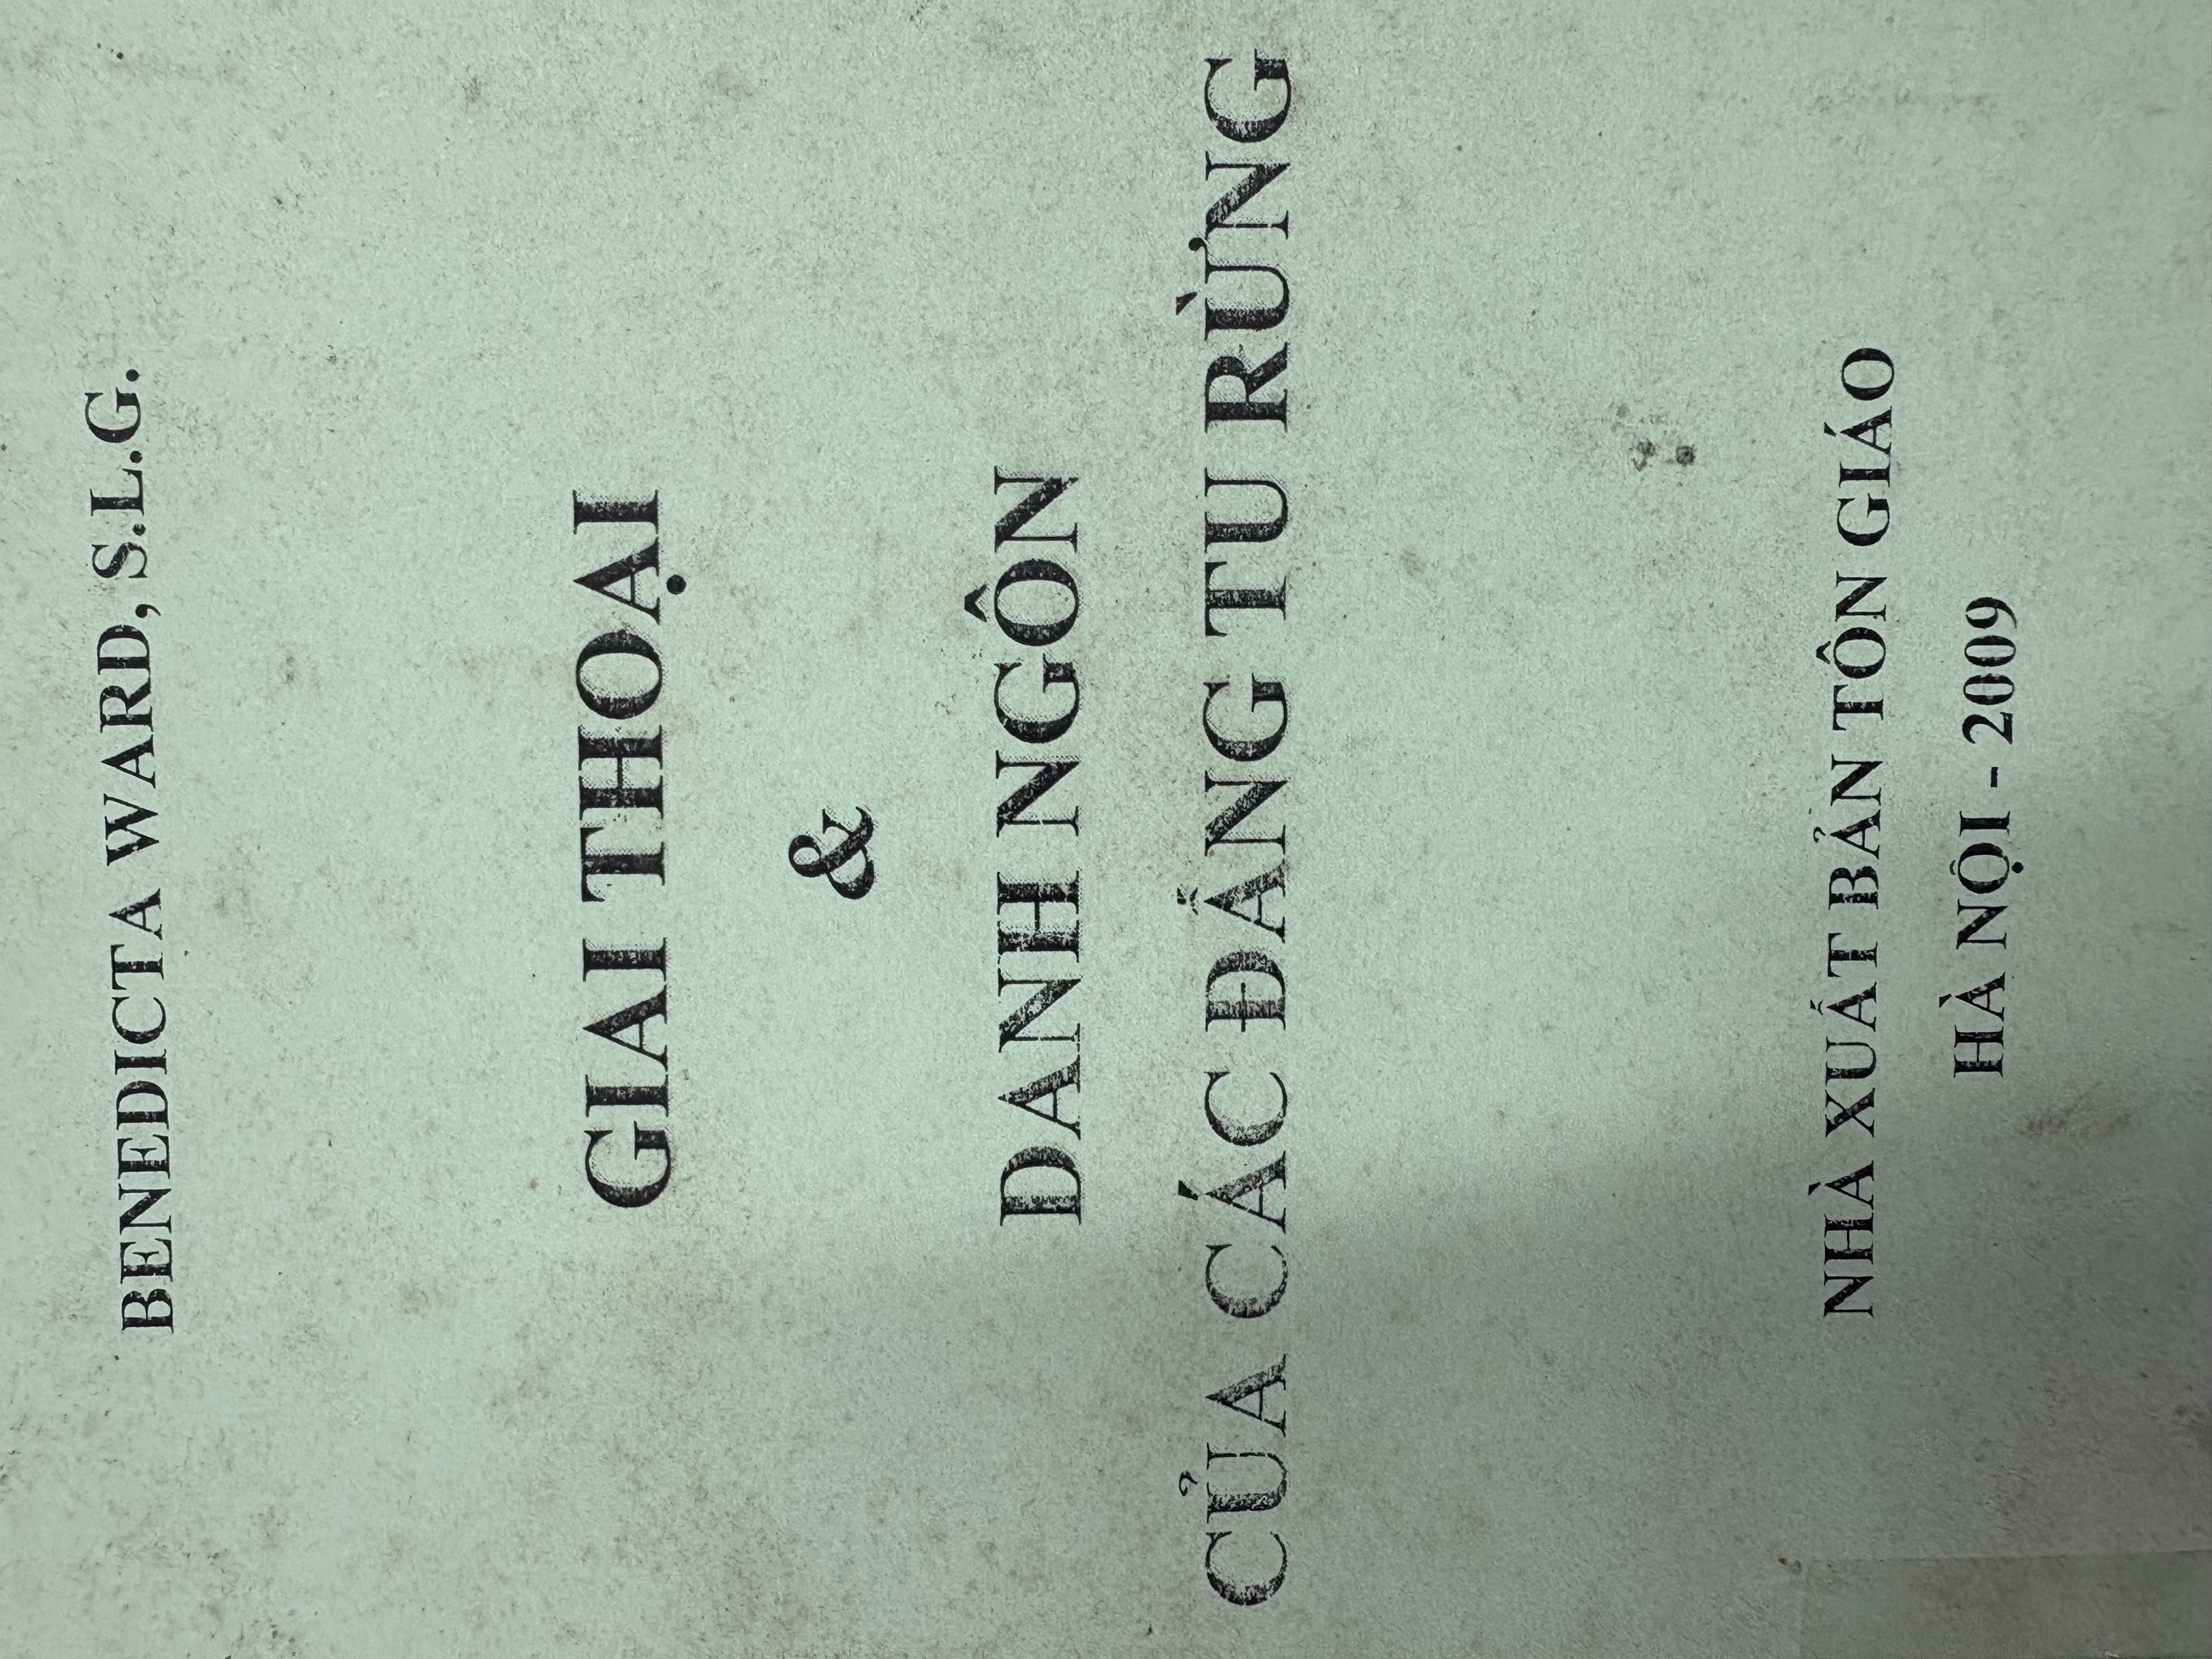 BENEDICTA WARD, S.L.G.
GIAI THOẠI
&
DANH NGÔN
CỦA CÁC ĐẤNG TU RỪNG
NHÀ XUẤT BẢN TÔN GIÁO
HÀ NỘI - 2009